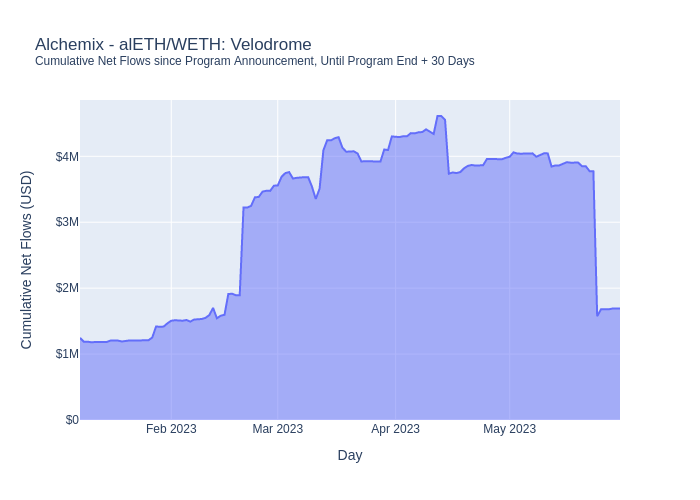 Alchemix - alETH/WETH: Velodrome
Cumulative Net Flows since Program Announcement, Until Program End + 30 Days
Cumulative Net Flows (USD)
$4M
$3M
$2M
$1M
$0
Feb 2023
Mar 2023
Apr 2023
May 2023
Day